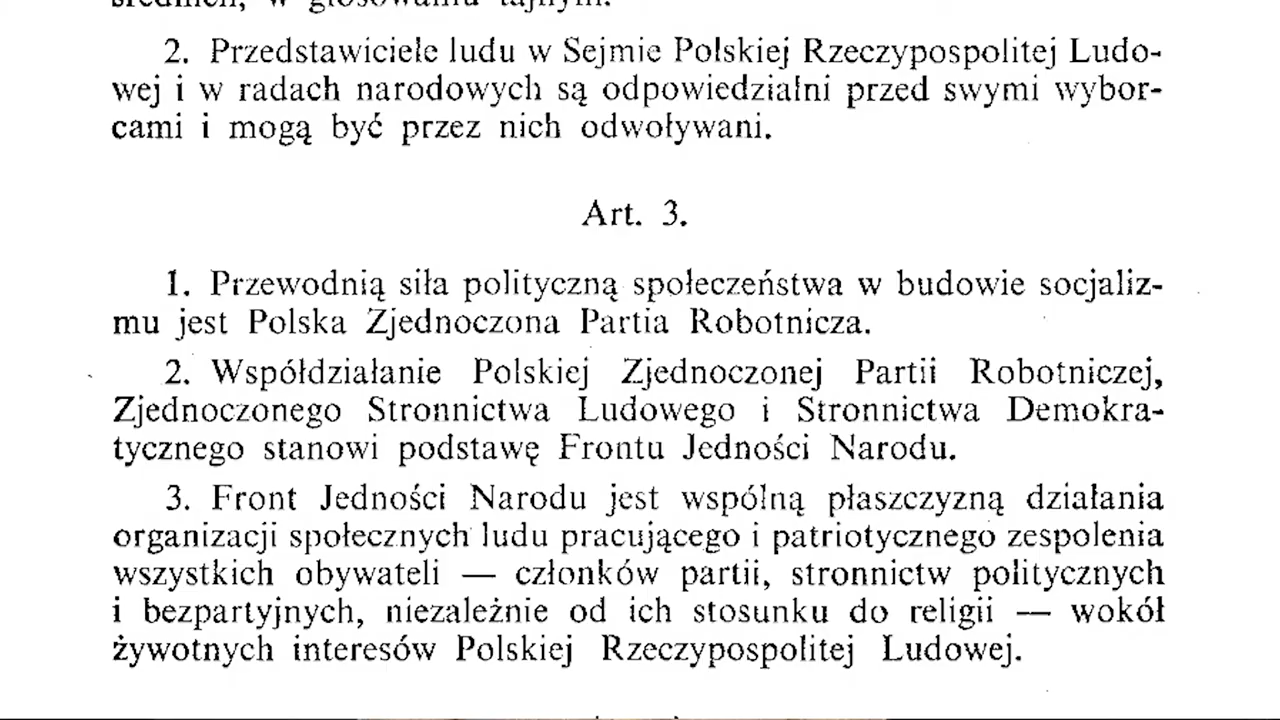 średnich, w głosowaniu tajnym.
2. Przedstawiciele ludu w Sejmie Polskiej Rzeczypospolitej Ludo-
wej i w radach narodowych są odpowiedzialni przed swymi wybor-
cami i mogą być przez nich odwoływani.
Art. 3.
1. Przewodnią siła polityczną społeczeństwa w budowie socjaliz-
mu jest Polska Zjednoczona Partia Robotnicza.
2. Współdziałanie Polskiej Zjednoczonej Partii Robotniczej,
Zjednoczonego Stronnictwa Ludowego i Stronnictwa Demokra-
tycznego stanowi podstawę Frontu Jedności Narodu.
3. Front Jedności Narodu jest wspólną płaszczyzną działania
organizacji społecznych ludu pracującego i patriotycznego zespolenia
wszystkich obywateli — członków partii, stronnictw politycznych
i bezpartyjnych, niezależnie od ich stosunku do religii — wokół
żywotnych interesów Polskiej Rzeczypospolitej Ludowej.